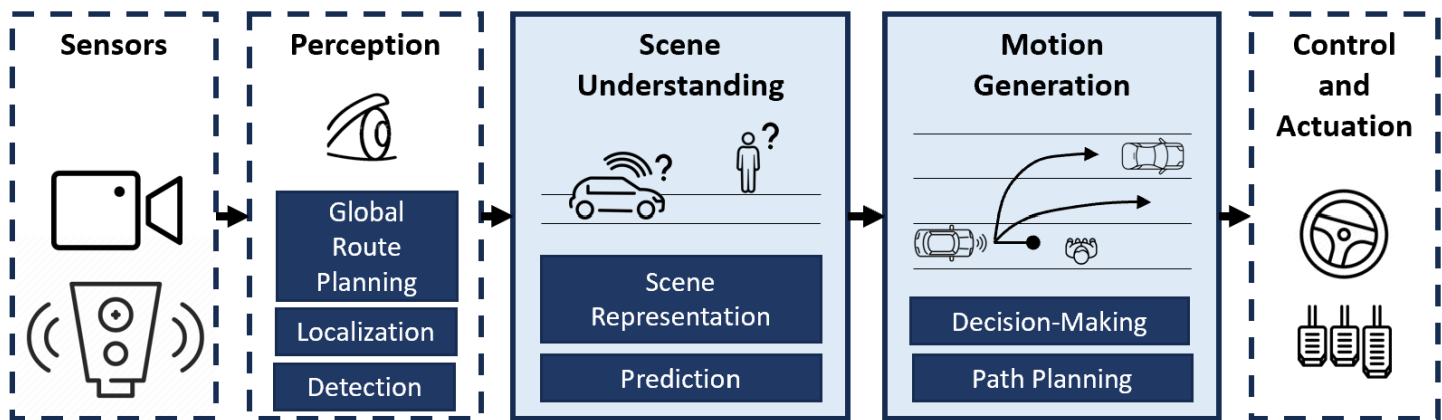 Sensors
Perception
Global
Route
Planning
Localization
Detection
Scene
Understanding
?
?
Scene
Representation
Prediction
Motion
Generation
Decision-Making
Path Planning
Control
and
Actuation